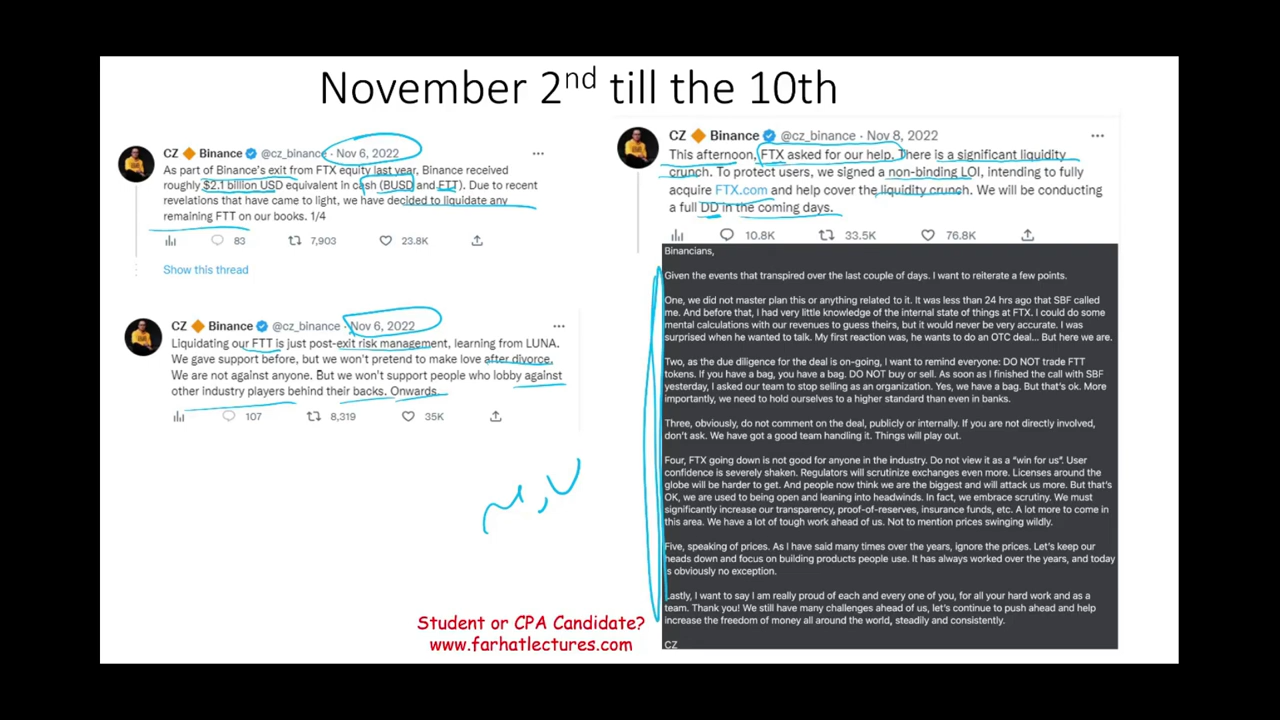 November 2nd till the 10th
CZ 🔶 Binance @cz_binance · Nov 6, 2022
As part of Binance's exit from FTX equity last year, Binance received
roughly $2.1 billion USD equivalent in cash (BUSD and FTT). Due to recent
revelations that have came to light, we have decided to liquidate any
remaining FTT on our books. 1/4
83 7,903 23.8K
Show this thread
CZ 🔶 Binance @cz_binance · Nov 6, 2022
Liquidating our FTT is just post-exit risk management, learning from LUNA.
We gave support before, but we won't pretend to make love after divorce.
We are not against anyone. But we won't support people who lobby against
other industry players behind their backs. Onwards.
107 8,319 35K
CZ 🔶 Binance @cz_binance · Nov 8, 2022
This afternoon, FTX asked for our help. There is a significant liquidity
crunch. To protect users, we signed a non-binding LOI, intending to fully
acquire FTX.com and help cover the liquidity crunch. We will be conducting
a full DD in the coming days.
10.8K 33.5K 76.8K
Binancians,
Given the events that transpired over the last couple of days. I want to reiterate a few points.
One, we did not master plan this or anything related to it. It was less than 24 hrs ago that SBF called
me. And before that, I had very little knowledge of the internal state of things at FTX. I could do some
mental calculations with our revenues to guess theirs, but it would never be very accurate. I was
surprised when he wanted to talk. My first reaction was, he wants to do an OTC deal... But here we are.
Two, as the due diligence for the deal is on-going, I want to remind everyone: DO NOT trade FTT
tokens. If you have a bag, you have a bag. DO NOT buy or sell. As soon as I finished the call with SBF
yesterday, I asked our team to stop selling as an organization. Yes, we have a bag. But that's ok. More
importantly, we need to hold ourselves to a higher standard than even in banks.
Three, obviously, do not comment on the deal, publicly or internally. If you are not directly involved,
don't ask. We have got a good team handling it. Things will play out.
Four, FTX going down is not good for anyone in the industry. Do not view it as a "win for us". User
confidence is severely shaken. Regulators will scrutinize exchanges even more. Licenses around the
globe will be harder to get. And people now think we are the biggest and will attack us more. But that's
OK, we are used to being open and leaning into headwinds. In fact, we embrace scrutiny. We must
significantly increase our transparency, proof-of-reserves, insurance funds, etc. A lot more to come in
this area. We have a lot of tough work ahead of us. Not to mention prices swinging wildly.
Five, speaking of prices. As I have said many times over the years, ignore the prices. Let's keep our
heads down and focus on building products people use. It has always worked over the years, and today
s obviously no exception.
Lastly, I want to say I am really proud of each and every one of you, for all your hard work and as a
team. Thank you! We still have many challenges ahead of us, let's continue to push ahead and help
increase the freedom of money all around the world, steadily and consistently.
CZ
Student or CPA Candidate?
www.farhatlectures.com